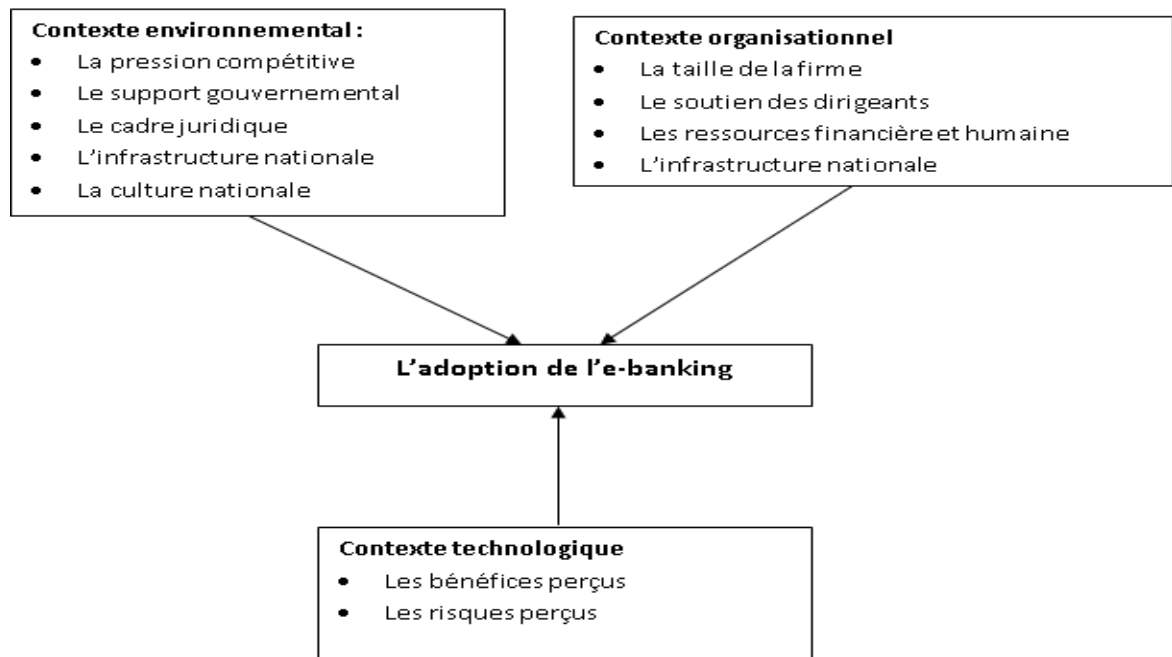 Contexte environnemental :
• La pression compétitive
• Le support gouvernemental
• Le cadre juridique
• L'infrastructure nationale
• La culture nationale
Contexte organisationnel
• La taille de la firme
• Le soutien des dirigeants
• Les ressources financière et humaine
• L'infrastructure nationale
L'adoption de l'e-banking
Contexte technologique
• Les bénéfices perçus
• Les risques perçus